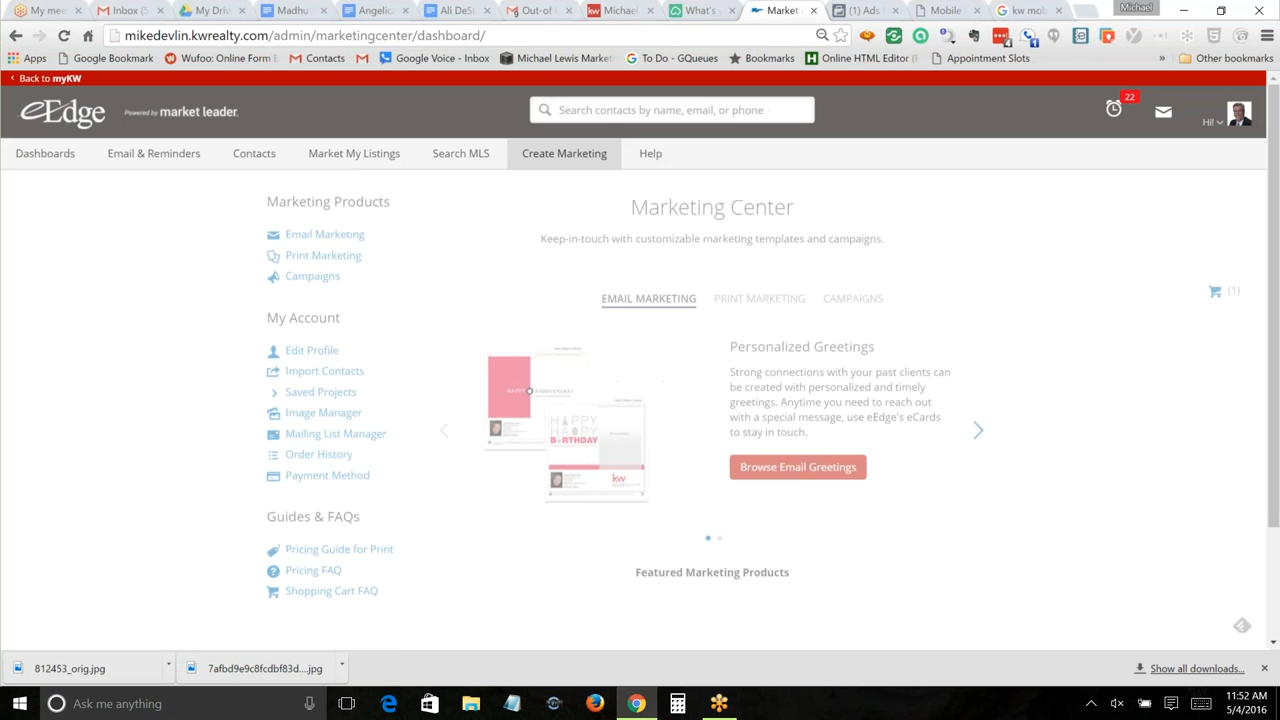 My mee
Inbox (5
My Driv
Madhu
Angelic
Ali DeS
Out-of
Michael
What's
Market
(Ads
Mobile
kw mob
Michael
mikedevlin.kwrealty.com/admin/marketingcenter/dashboard/
Apps
Google Bookmark
Wufoo: Online Form
Contacts
Google Voice - Inbox
Michael Lewis Market
To Do - GQueues
Bookmarks
Online HTML Editor
Appointment Slots
»
Other bookmarks
Back to myKW
eEdge
Powered by market leader.
Search contacts by name, email, or phone
22
Hi!
Dashboards
Email & Reminders
Contacts
Market My Listings
Search MLS
Create Marketing
Help
Marketing Products
Email Marketing
Print Marketing
Campaigns
My Account
Edit Profile
Import Contacts
Saved Projects
Image Manager
Mailing List Manager
Order History
Payment Method
Guides & FAQs
Pricing Guide for Print
Pricing FAQ
Shopping Cart FAQ
Marketing Center
Keep-in-touch with customizable marketing templates and campaigns.
EMAIL MARKETING
PRINT MARKETING
CAMPAIGNS
(1)
HAPPY
HAPPY
BIRTHDAY
kw
Personalized Greetings
Strong connections with your past clients can
be created with personalized and timely
greetings. Anytime you need to reach out
with a special message, use eEdge's eCards
to stay in touch.
Browse Email Greetings
Featured Marketing Products
812453_orig.jpg
7afbd9e9c8fcdbf83d....jpg
Show all downloads...
Ask me anything
11:52 AM
5/4/2016